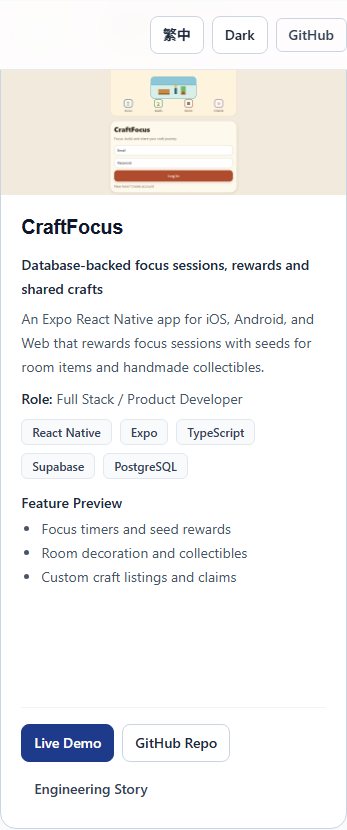 繁中
Dark
GitHub
CraftFocus
Email
Password
Log In
CraftFocus
Database-backed focus sessions, rewards and
shared crafts
An Expo React Native app for iOS, Android, and
Web that rewards focus sessions with seeds for
room items and handmade collectibles.
Role: Full Stack / Product Developer
React Native
Expo
TypeScript
Supabase
PostgreSQL
Feature Preview
Focus timers and seed rewards
Room decoration and collectibles
Custom craft listings and claims
Live Demo
GitHub Repo
Engineering Story